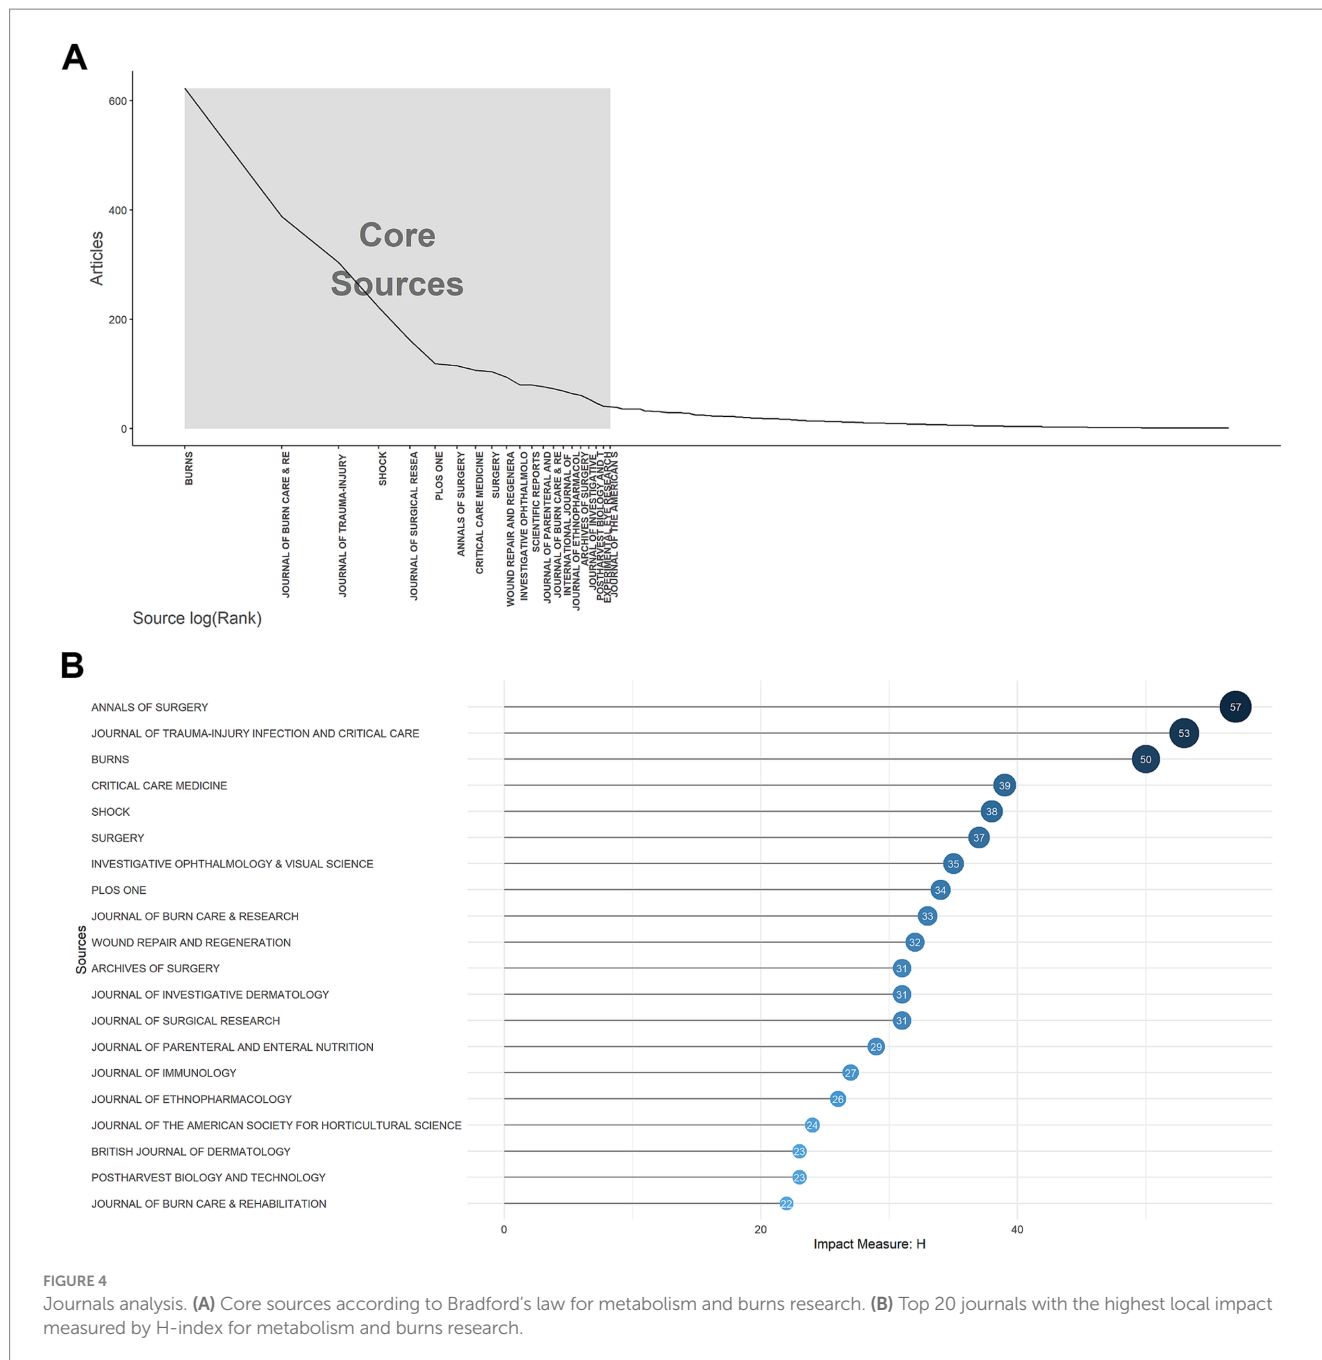 A
600
400
200
0
Articles
Core
Sources
BURNS
JOURNAL OF BURN CARE & RE
JOURNAL OF TRAUMA-INJURY
SHOCK
JOURNAL OF SURGICAL RESEA
PLOS ONE
ANNALS OF SURGERY
CRITICAL CARE MEDICINE
SURGERY
WOUND REPAIR AND REGENERA
INVESTIGATIVE OPHTHALMOLO
SCIENTIFIC REPORTS
JOURNAL OF PARENTERAL AND
JOURNAL OF BURN CARE & RE
INTERNATIONAL JOURNAL OF
JOURNAL OF ETHNOPHARMACOL
ARCHIVES OF SURGERY
JOURNAL OF INVESTIGATIVE
POSTHARVEST BIOLOGY AND T
EXPERIMENTAL EYE RESEARCH
JOURNAL OF THE AMERICAN S
Source log(Rank)
B
Sources
ANNALS OF SURGERY 57
JOURNAL OF TRAUMA-INJURY INFECTION AND CRITICAL CARE 53
BURNS 50
CRITICAL CARE MEDICINE 39
SHOCK 38
SURGERY 37
INVESTIGATIVE OPHTHALMOLOGY & VISUAL SCIENCE 35
PLOS ONE 34
JOURNAL OF BURN CARE & RESEARCH 33
WOUND REPAIR AND REGENERATION 32
ARCHIVES OF SURGERY 31
JOURNAL OF INVESTIGATIVE DERMATOLOGY 31
JOURNAL OF SURGICAL RESEARCH 31
JOURNAL OF PARENTERAL AND ENTERAL NUTRITION 29
JOURNAL OF IMMUNOLOGY 27
JOURNAL OF ETHNOPHARMACOLOGY 26
JOURNAL OF THE AMERICAN SOCIETY FOR HORTICULTURAL SCIENCE 24
BRITISH JOURNAL OF DERMATOLOGY 23
POSTHARVEST BIOLOGY AND TECHNOLOGY 23
JOURNAL OF BURN CARE & REHABILITATION 22
0 20 40
Impact Measure: H
FIGURE 4
Journals analysis. (A) Core sources according to Bradford's law for metabolism and burns research. (B) Top 20 journals with the highest local impact
measured by H-index for metabolism and burns research.